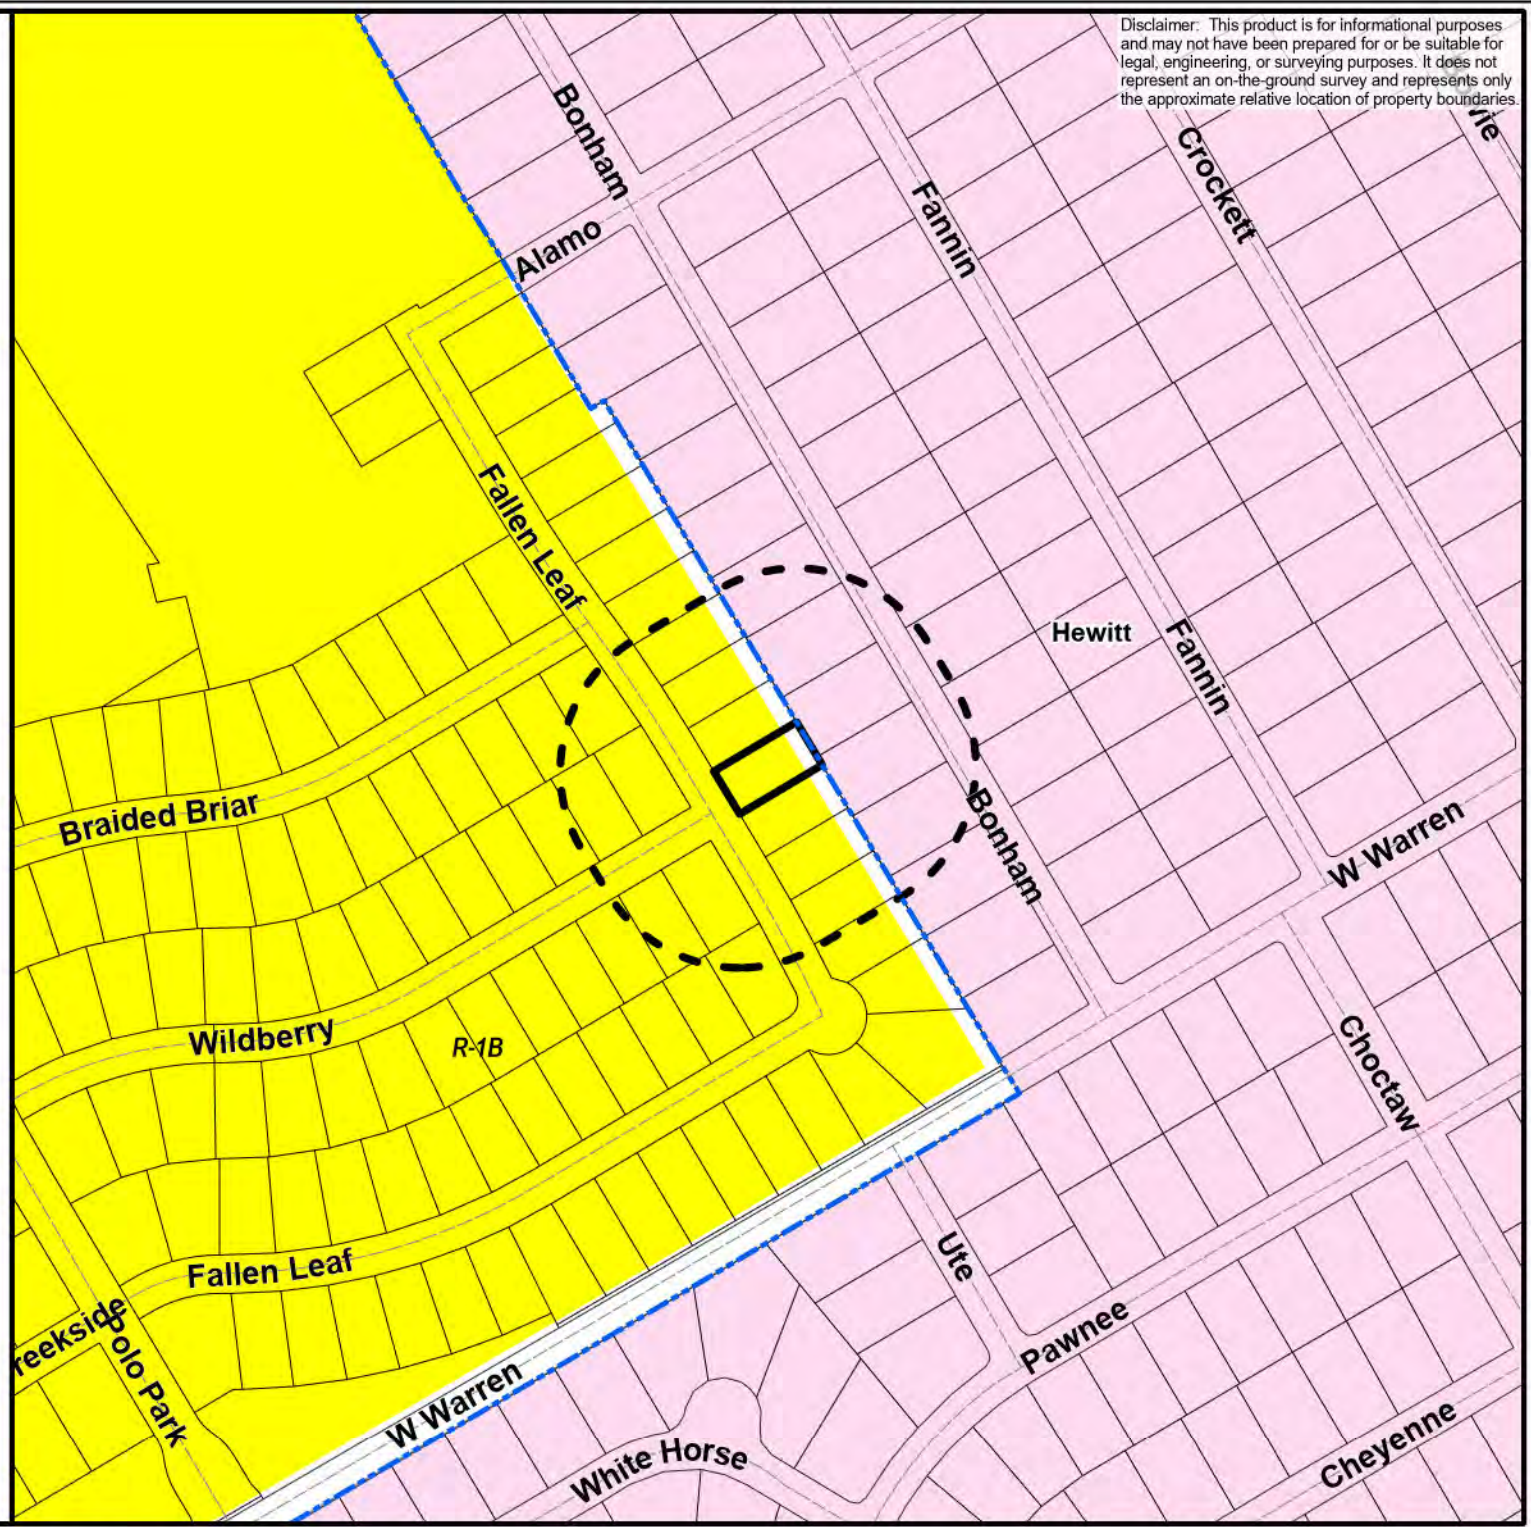 Disclaimer: This product is for informational purposes
and may not have been prepared for or be suitable for
legal, engineering, or surveying purposes. It does not
represent an on-the-ground survey and represents only
the approximate relative location of property boundaries.
Bonham
Crockett
Fannin
Alamo
Fallen Leaf
Hewitt
Fannin
Braided Briar
Bonham
W Warren
Wildberry
R-1B
Choctaw
Fallen Leaf
Ute
reekside
Polo Park
Pawnee
W Warren
White Horse
Cheyenne